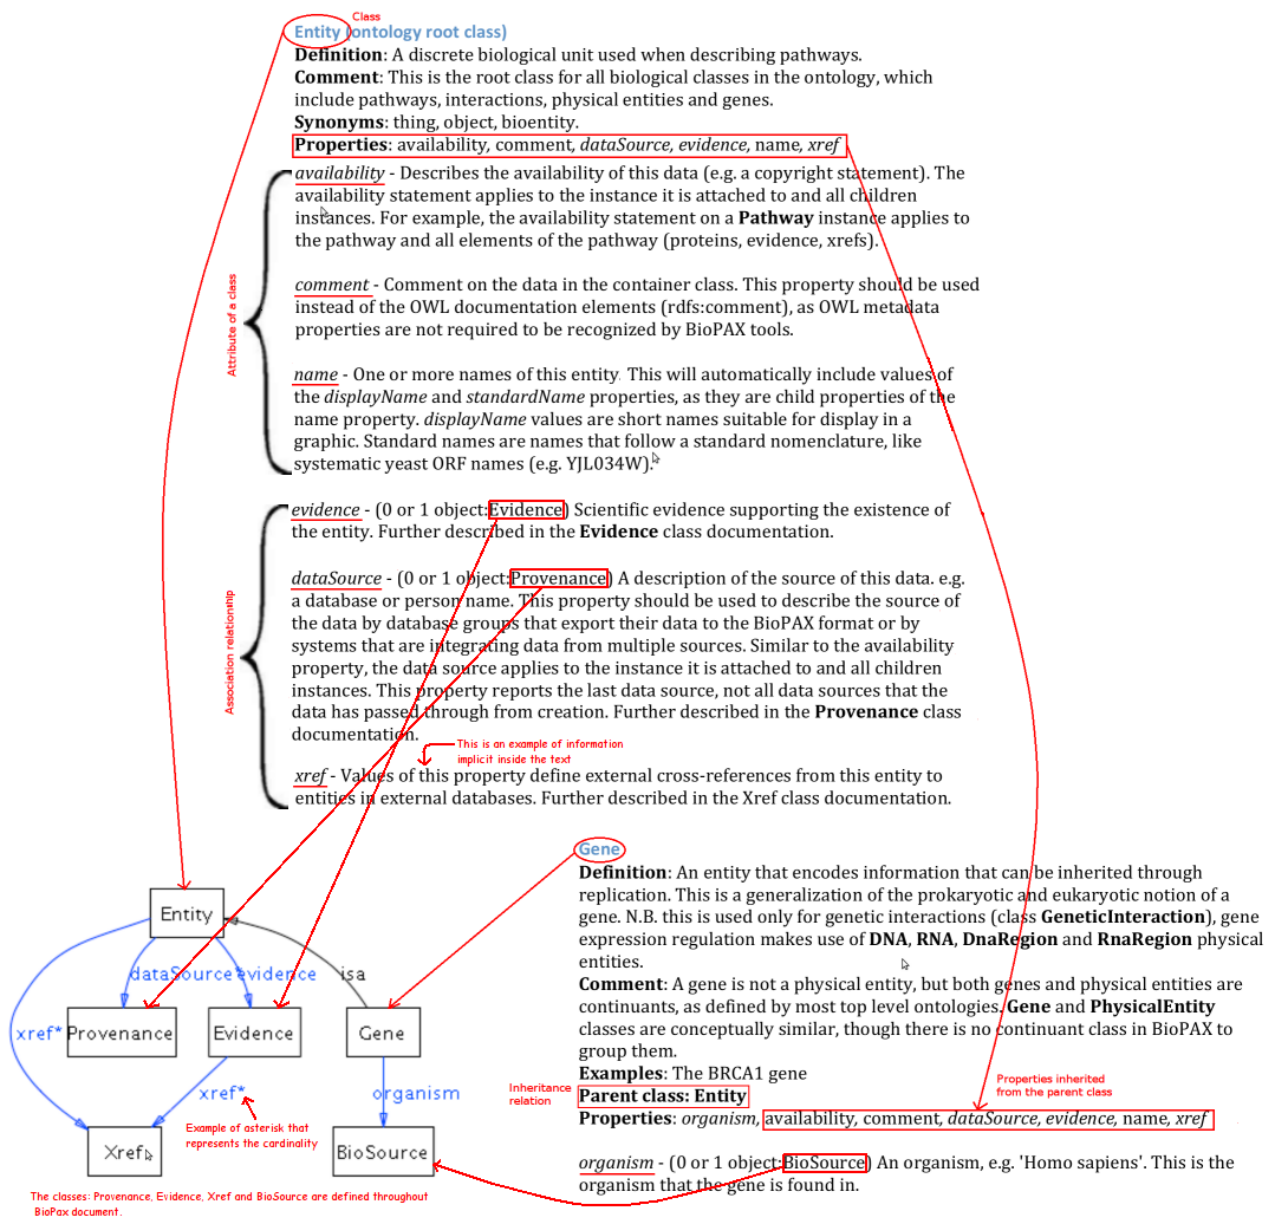 Class
Entity (ontology root class)
Definition: A discrete biological unit used when describing pathways.
Comment: This is the root class for all biological classes in the ontology, which
include pathways, interactions, physical entities and genes.
Synonyms: thing, object, bioentity.
Properties: availability, comment, dataSource, evidence, name, xref
Attribute of a class
availability - Describes the availability of this data (e.g. a copyright statement). The
availability statement applies to the instance it is attached to and all children
instances. For example, the availability statement on a Pathway instance applies to
the pathway and all elements of the pathway (proteins, evidence, xrefs).
comment - Comment on the data in the container class. This property should be used
instead of the OWL documentation elements (rdfs:comment), as OWL metadata
properties are not required to be recognized by BioPAX tools.
name - One or more names of this entity. This will automatically include values of
the displayName and standardName properties, as they are child properties of the
name property. displayName values are short names suitable for display in a
graphic. Standard names are names that follow a standard nomenclature, like
systematic yeast ORF names (e.g. YJL034W).
Association relationship
evidence - (0 or 1 object:Evidence) Scientific evidence supporting the existence of
the entity. Further described in the Evidence class documentation.
dataSource - (0 or 1 object:Provenance) A description of the source of this data. e.g.
a database or person name. This property should be used to describe the source of
the data by database groups that export their data to the BioPAX format or by
systems that are integrating data from multiple sources. Similar to the availability
property, the data source applies to the instance it is attached to and all children
instances. This property reports the last data source, not all data sources that the
data has passed through from creation. Further described in the Provenance class
documentation.
This is an example of information
implicit inside the text
xref - Values of this property define external cross-references from this entity to
entities in external databases. Further described in the Xref class documentation.
Gene
Definition: An entity that encodes information that can be inherited through
replication. This is a generalization of the prokaryotic and eukaryotic notion of a
gene. N.B. this is used only for genetic interactions (class GeneticInteraction), gene
expression regulation makes use of DNA, RNA, DnaRegion and RnaRegion physical
entities.
Comment: A gene is not a physical entity, but both genes and physical entities are
continuants, as defined by most top level ontologies. Gene and PhysicalEntity
classes are conceptually similar, though there is no continuant class in BioPAX to
group them.
Examples: The BRCA1 gene
Inheritance
relation
Parent class: Entity
Properties inherited
from the parent class
Properties: organism, availability, comment, dataSource, evidence, name, xref
organism - (0 or 1 object:BioSource) An organism, e.g. 'Homo sapiens'. This is the
organism that the gene is found in.
Entity
dataSource evidence isa
xref* Provenance Evidence Gene
xref* organism
Example of asterisk that
represents the cardinality
Xref BioSource
The classes: Provenance, Evidence, Xref and BioSource are defined throughout
BioPax document.